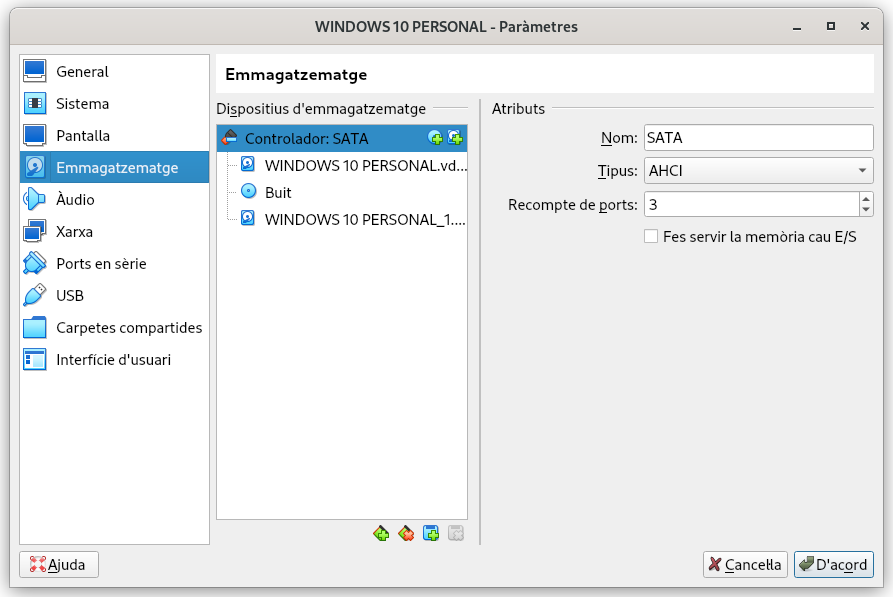 WINDOWS 10 PERSONAL - Paràmetres
General
Sistema
Pantalla
Emmagatzematge
Àudio
Xarxa
Ports en sèrie
USB
Carpetes compartides
Interfície d'usuari
Emmagatzematge
Dispositius d'emmagatzematge
Controlador: SATA
WINDOWS 10 PERSONAL.vd...
Buit
WINDOWS 10 PERSONAL_1....
Atributs
Nom: SATA
Tipus: AHCI
Recompte de ports: 3
Fes servir la memòria cau E/S
Ajuda
Cancel·la
D'acord